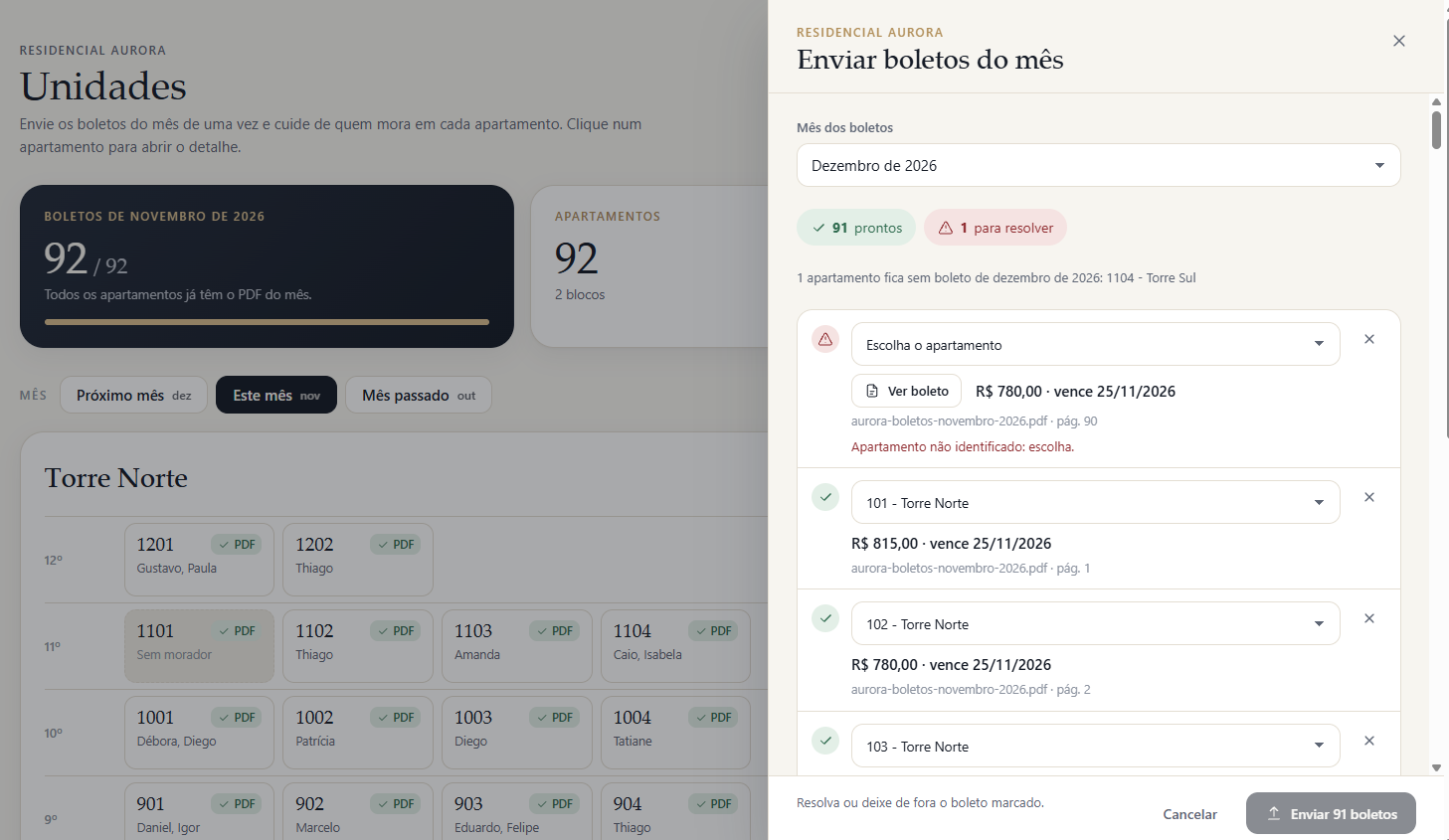 RESIDENCIAL AURORA
Unidades
Envie os boletos do mês de uma vez e cuide de quem mora em cada apartamento. Clique num
apartamento para abrir o detalhe.
BOLETOS DE NOVEMBRO DE 2026
92 / 92
Todos os apartamentos já têm o PDF do mês.
APARTAMENTOS
92
2 blocos
MÊS
Próximo mês dez
Este mês nov
Mês passado out
Torre Norte
12º
1201 PDF
Gustavo, Paula
1202 PDF
Thiago
11º
1101 PDF
Sem morador
1102 PDF
Thiago
1103 PDF
Amanda
1104 PDF
Caio, Isabela
10º
1001 PDF
Débora, Diego
1002 PDF
Patrícia
1003 PDF
Diego
1004 PDF
Tatiane
9º
901 PDF
Daniel, Igor
902 PDF
Marcelo
903 PDF
Eduardo, Felipe
904 PDF
Thiago
RESIDENCIAL AURORA
Enviar boletos do mês
Mês dos boletos
Dezembro de 2026
91 prontos
1 para resolver
1 apartamento fica sem boleto de dezembro de 2026: 1104 - Torre Sul
Escolha o apartamento
Ver boleto
R$ 780,00 · vence 25/11/2026
aurora-boletos-novembro-2026.pdf · pág. 90
Apartamento não identificado: escolha.
101 - Torre Norte
R$ 815,00 · vence 25/11/2026
aurora-boletos-novembro-2026.pdf · pág. 1
102 - Torre Norte
R$ 780,00 · vence 25/11/2026
aurora-boletos-novembro-2026.pdf · pág. 2
103 - Torre Norte
Resolva ou deixe de fora o boleto marcado.
Cancelar
Enviar 91 boletos